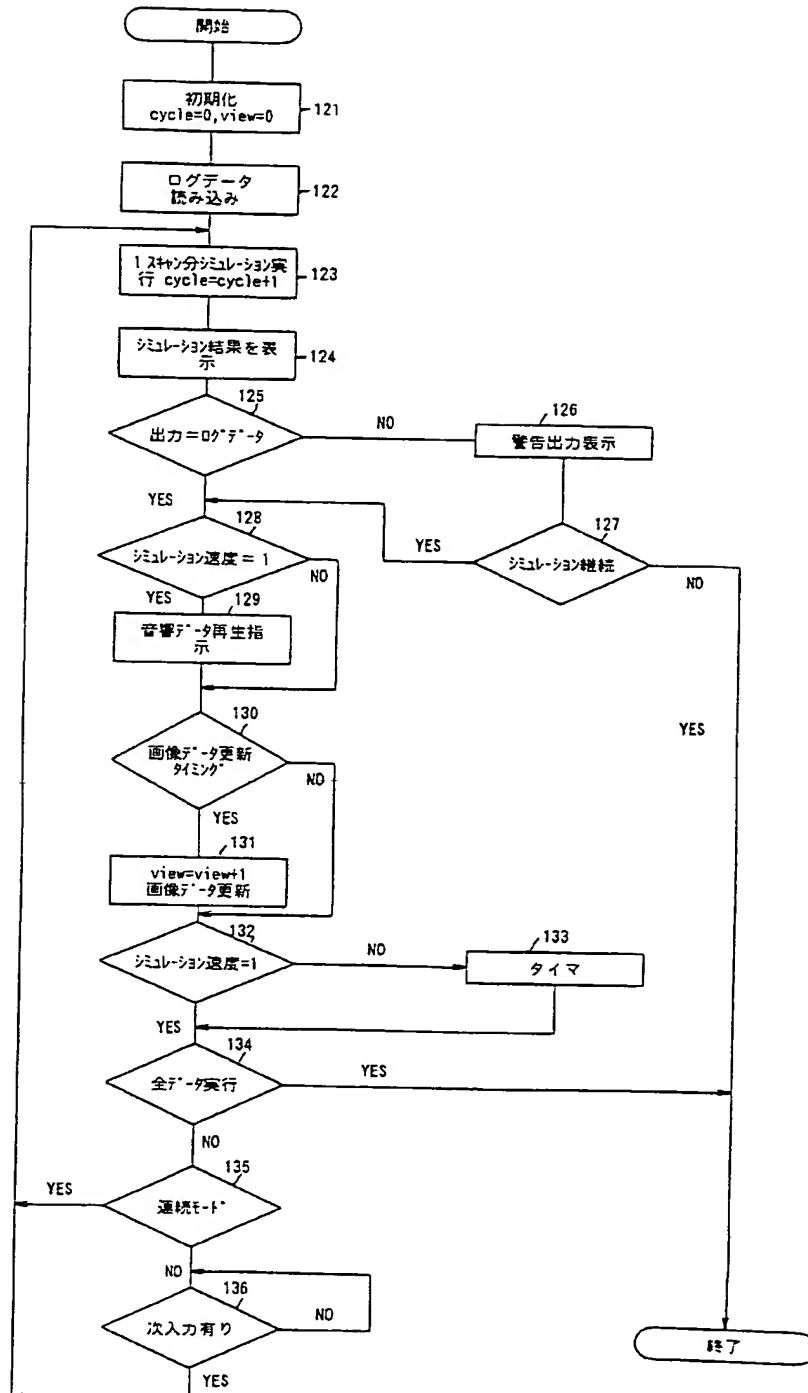 開始
初期化
cycle=0,view=0
121
ログデータ
読み込み
122
1スキャン分シミュレーション実
行 cycle=cycle+1
123
シミュレーション結果を表
示
124
125
出力=ログデータ
NO
126
警告出力表示
YES
128
シミュレーション速度=1
NO
YES
127
シミュレーション継続
NO
YES
129
音響データ再生指
示
130
画像データ更新
タイミング
NO
YES
YES
131
view=view+1
画像データ更新
132
シミュレーション速度=1
NO
133
タイマ
YES
134
全データ実行
YES
NO
135
YES
連続モード
NO
136
次入力有り
NO
YES
終了